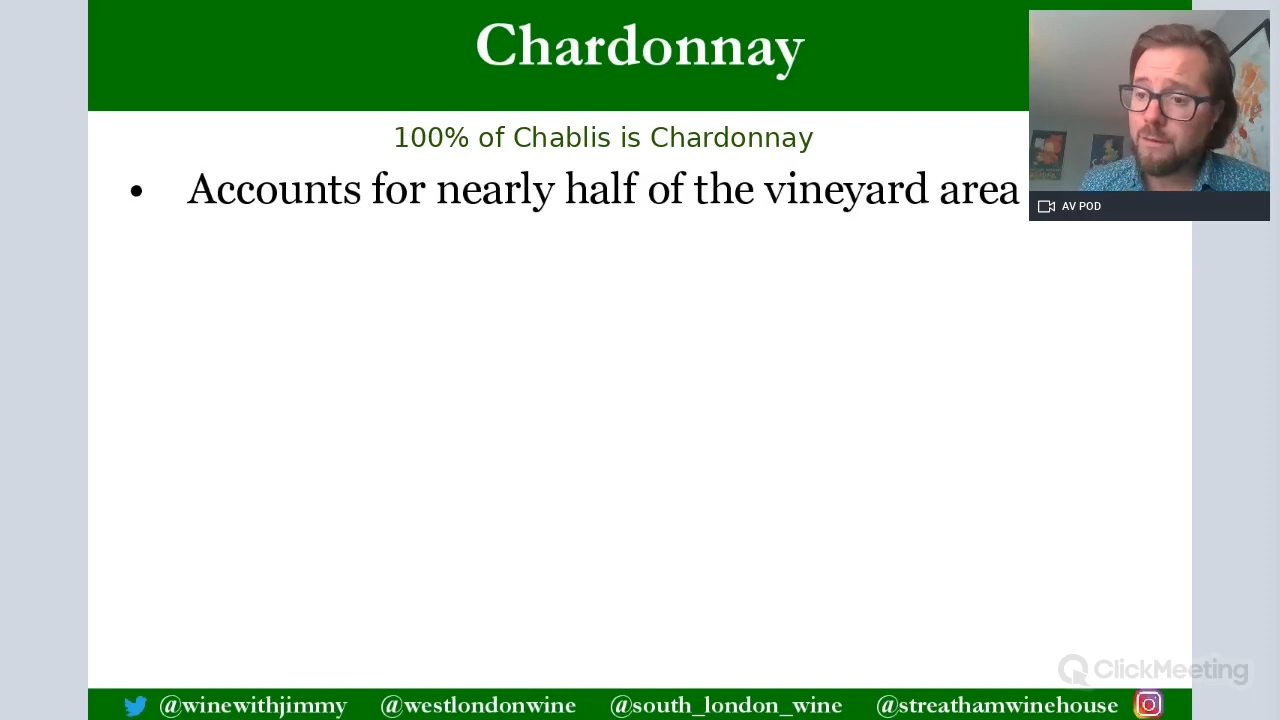 Chardonnay
100% of Chablis is Chardonnay
• Accounts for nearly half of the vineyard area
AV POD
ClickMeeting
@winewithjimmy @westlondonwine @south_london_wine @streathamwinehouse